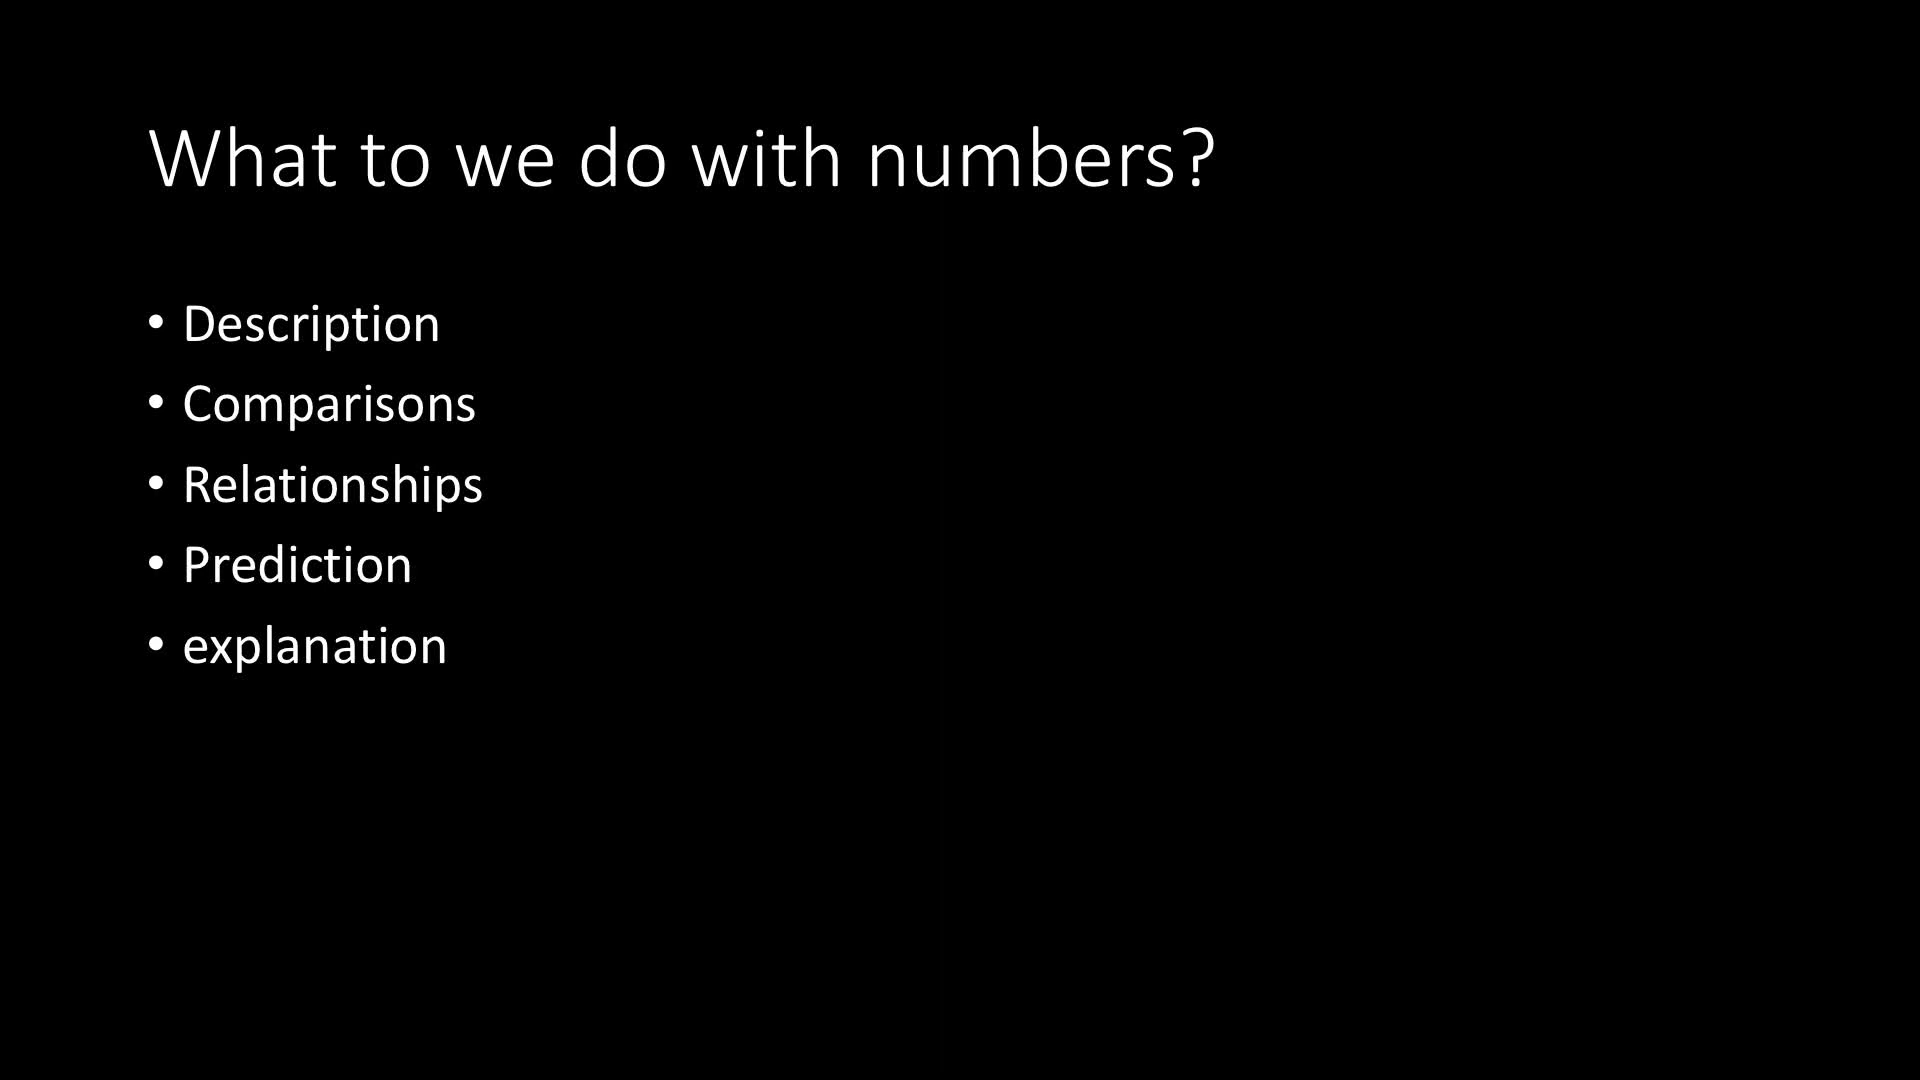 What to we do with numbers?
• Description
• Comparisons
• Relationships
• Prediction
• explanation